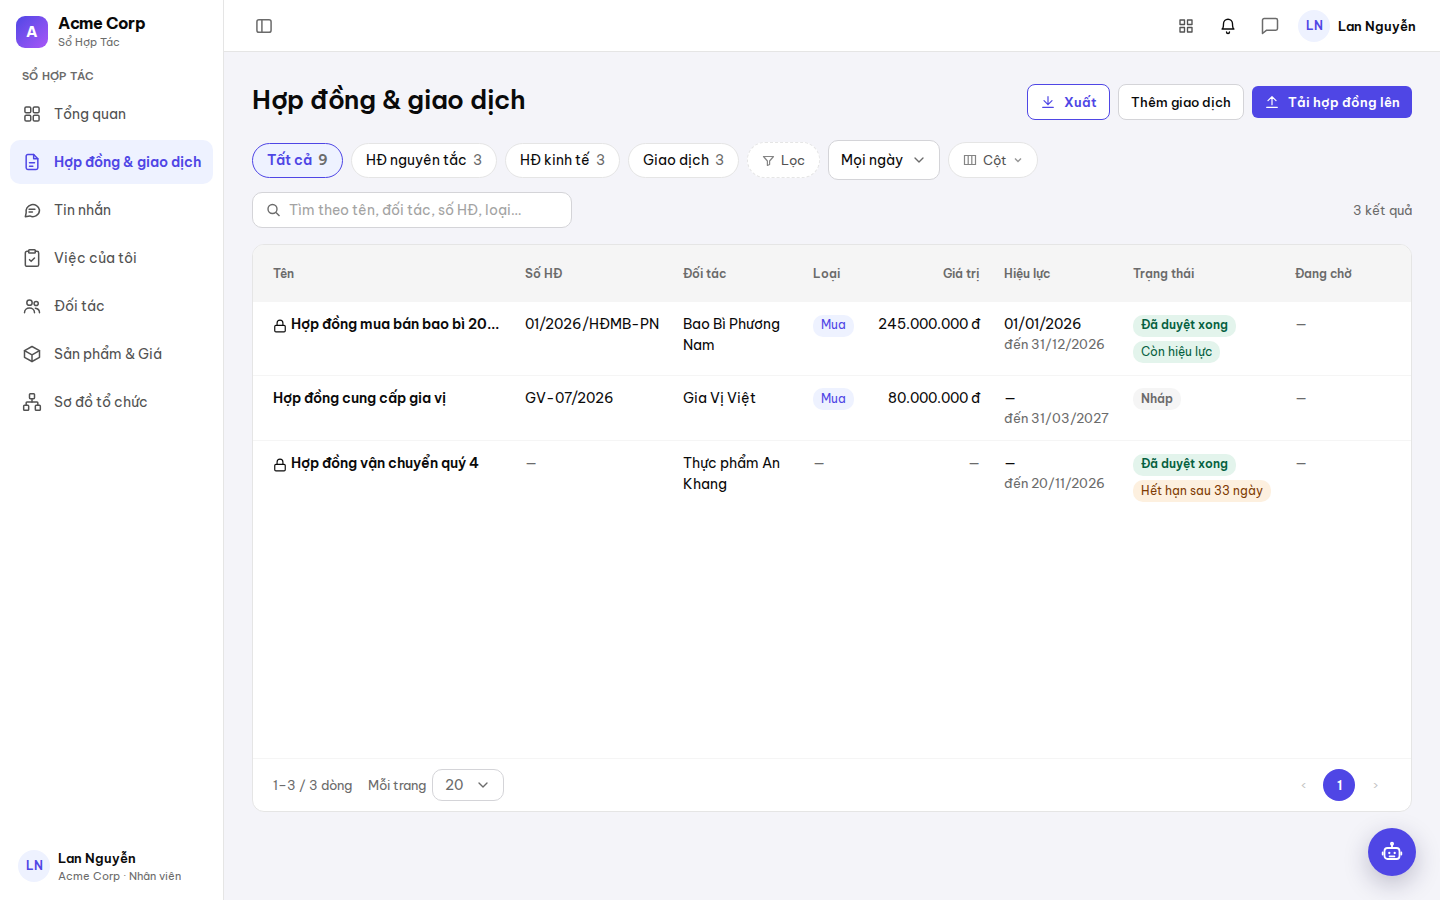 A
Acme Corp
Sổ Hợp Tác
SỔ HỢP TÁC
Tổng quan
Hợp đồng & giao dịch
Tin nhắn
Việc của tôi
Đối tác
Sản phẩm & Giá
Sơ đồ tổ chức
LN
Lan Nguyễn
Acme Corp · Nhân viên
LN Lan Nguyễn
Hợp đồng & giao dịch
Xuất Thêm giao dịch Tải hợp đồng lên
Tất cả 9 HĐ nguyên tắc 3 HĐ kinh tế 3 Giao dịch 3 Lọc Mọi ngày Cột
Tìm theo tên, đối tác, số HĐ, loại... 3 kết quả
Tên Số HĐ Đối tác Loại Giá trị Hiệu lực Trạng thái Đang chờ
Hợp đồng mua bán bao bì 20... 01/2026/HĐMB-PN Bao Bì Phương Mua 245.000.000 đ 01/01/2026 Đã duyệt xong –
Nam đến 31/12/2026 Còn hiệu lực
Hợp đồng cung cấp gia vị GV-07/2026 Gia Vị Việt Mua 80.000.000 đ – Nháp –
đến 31/03/2027
Hợp đồng vận chuyển quý 4 – Thực phẩm An – – – Đã duyệt xong –
Khang đến 20/11/2026 Hết hạn sau 33 ngày
1-3 / 3 dòng Mỗi trang 20 ‹ 1 ›